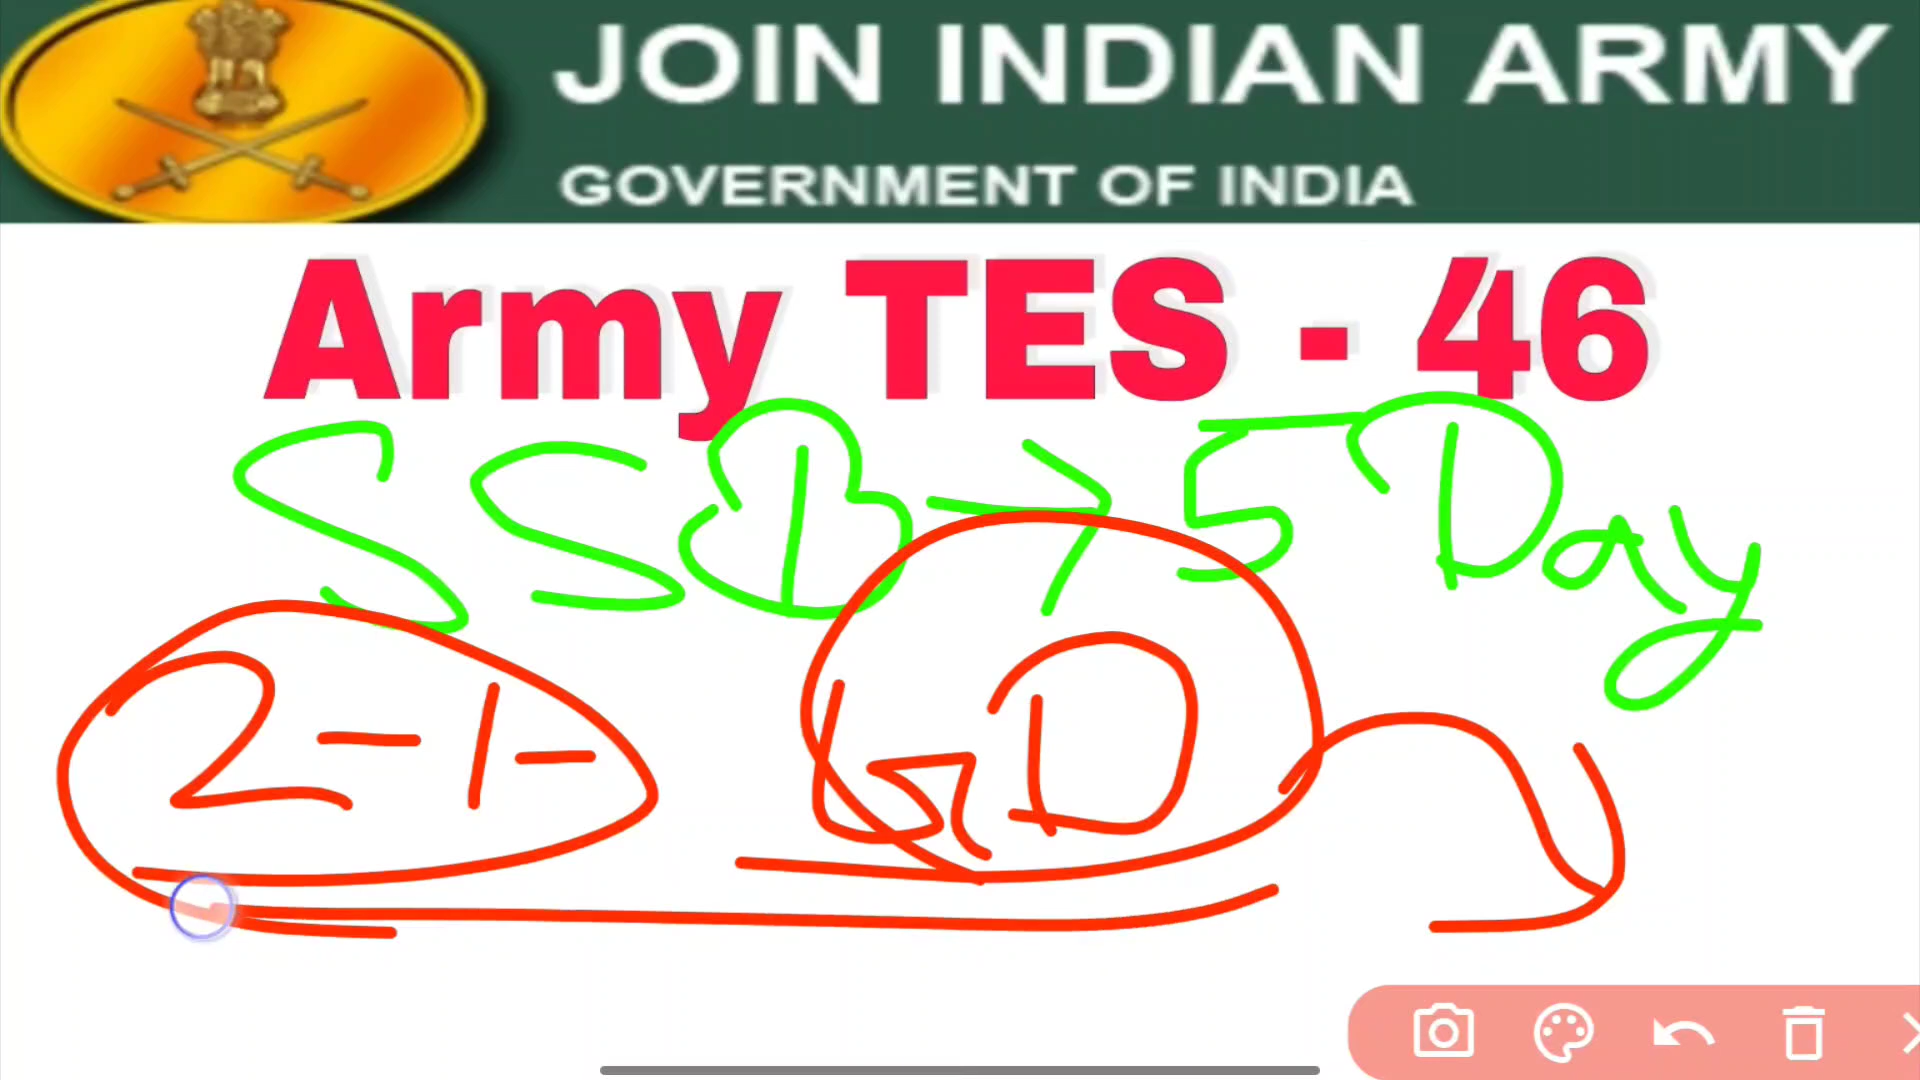 JOIN INDIAN ARMY
GOVERNMENT OF INDIA
Army TES - 46
SSB → 5 Day
2-1-